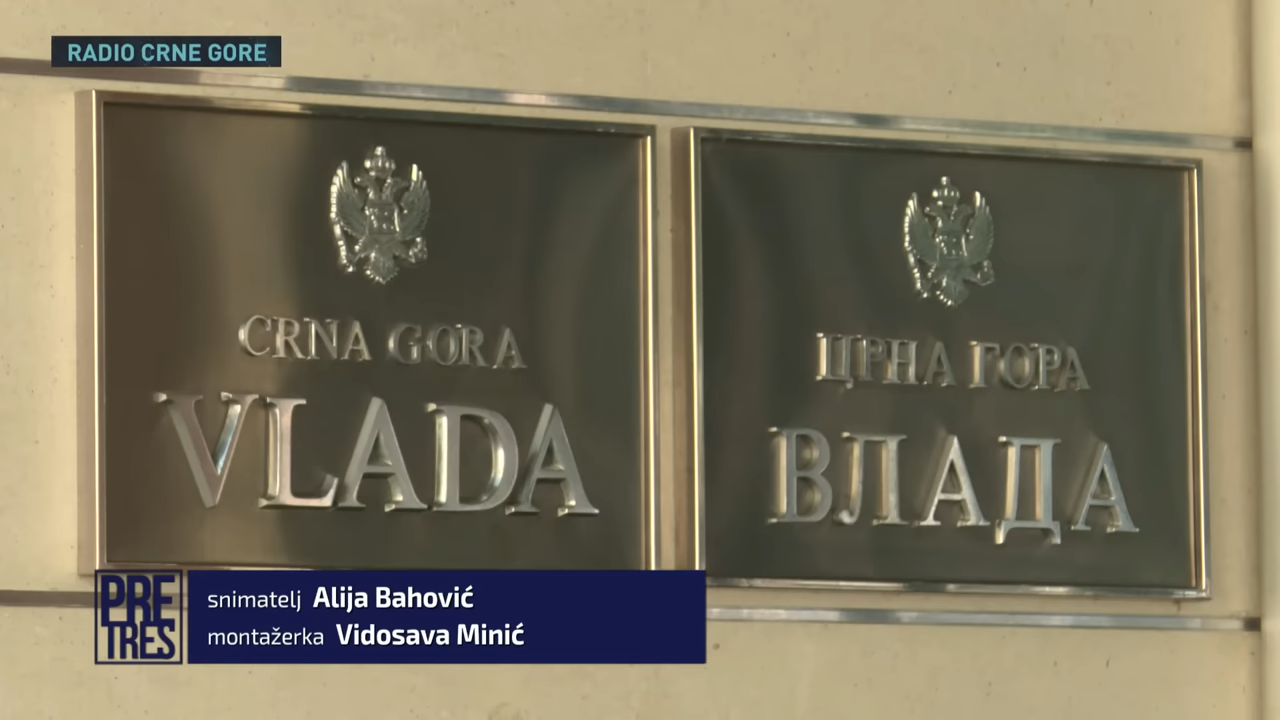 RADIO CRNE GORE
CRNA GORA
VLADA
ЦРНА ГОРА
ВЛАДА
PRE
TRES
snimatelj Alija Bahović
montažerka Vidosava Minić